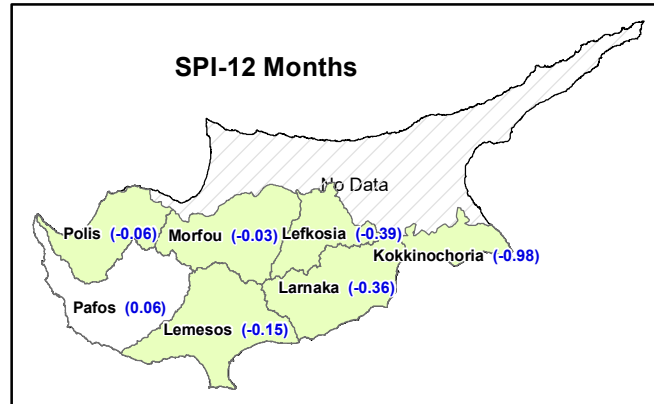 SPI-12 Months
No Data
Polis (-0.06)
Morfou (-0.03)
Lefkosia (-0.39)
Kokkinochoria (-0.98)
Larnaka (-0.36)
Pafos (0.06)
Lemesos (-0.15)